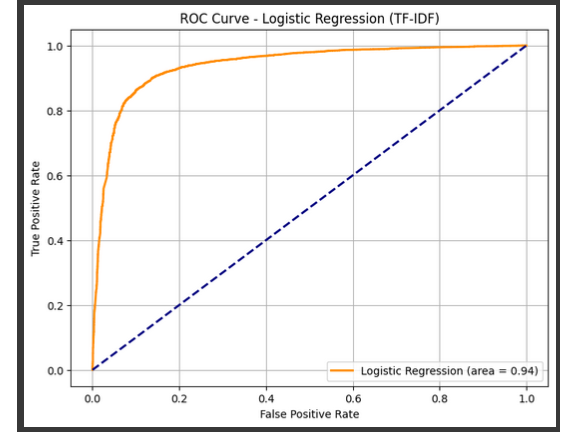 ROC Curve - Logistic Regression (TF-IDF)
1.0
0.8
0.6
0.4
0.2
0.0
True Positive Rate
Logistic Regression (area = 0.94)
0.0 0.2 0.4 0.6 0.8 1.0
False Positive Rate